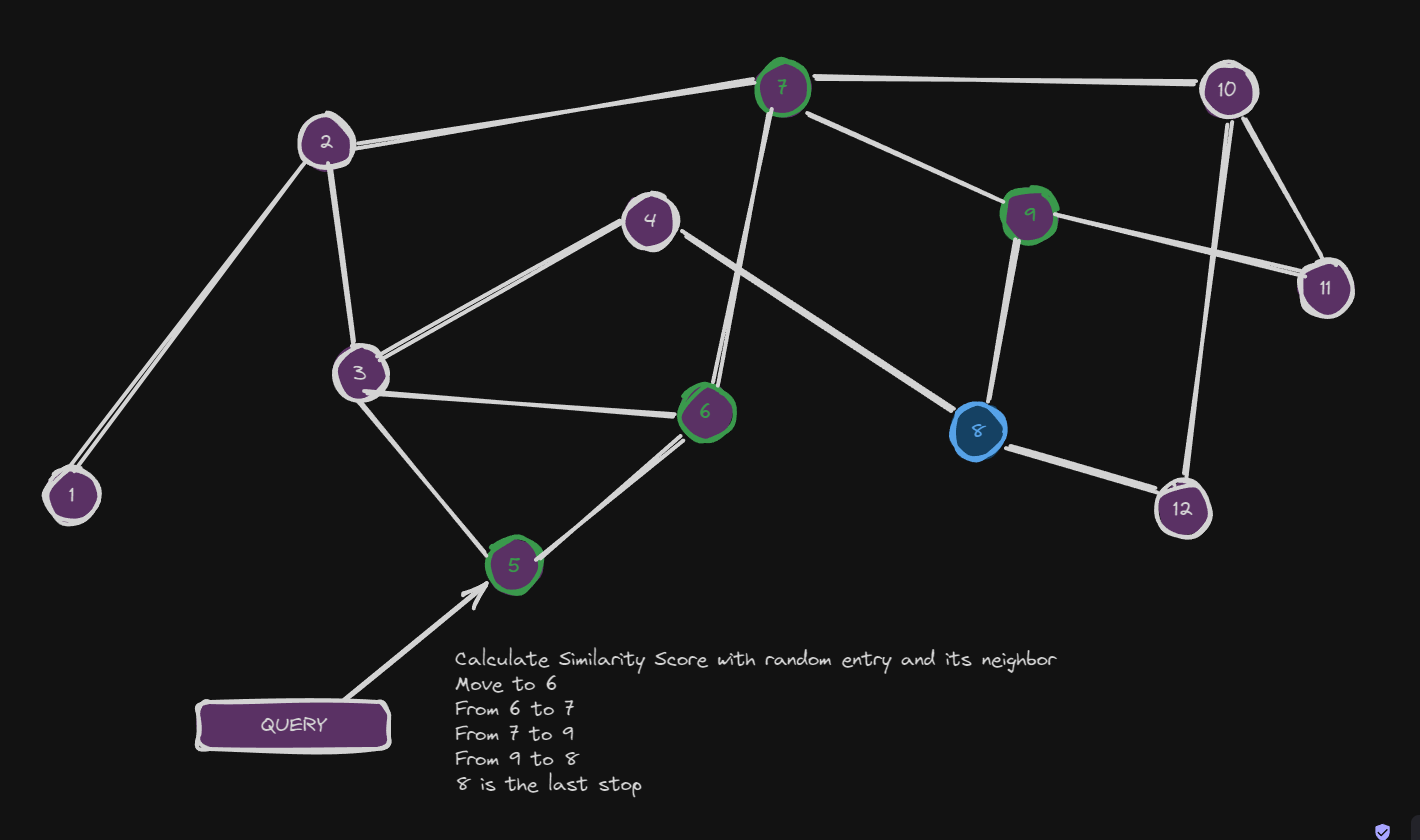 7
10
2
4
9
11
3
6
8
1
12
5
QUERY
Calculate Similarity Score with random entry and its neighbor
Move to 6
From 6 to 7
From 7 to 9
From 9 to 8
8 is the last stop